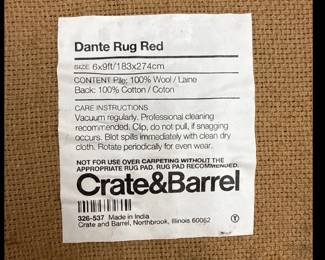 Dante Rug Red
SIZE 6x9ft/183x274cm
CONTENT Pile: 100% Wool / Laine
Back: 100% Cotton / Coton
CARE INSTRUCTIONS
Vacuum regularly. Professional cleaning
recommended. Clip, do not pull, if snagging
occurs. Blot spills immediately with clean dry
cloth. Rotate periodically for even wear.
NOT FOR USE OVER CARPETING WITHOUT THE
APPROPRIATE RUG PAD. RUG PAD RECOMMENDED.
Crate&Barrel
326-537 Made in India
Crate and Barrel, Northbrook, Illinois 60062